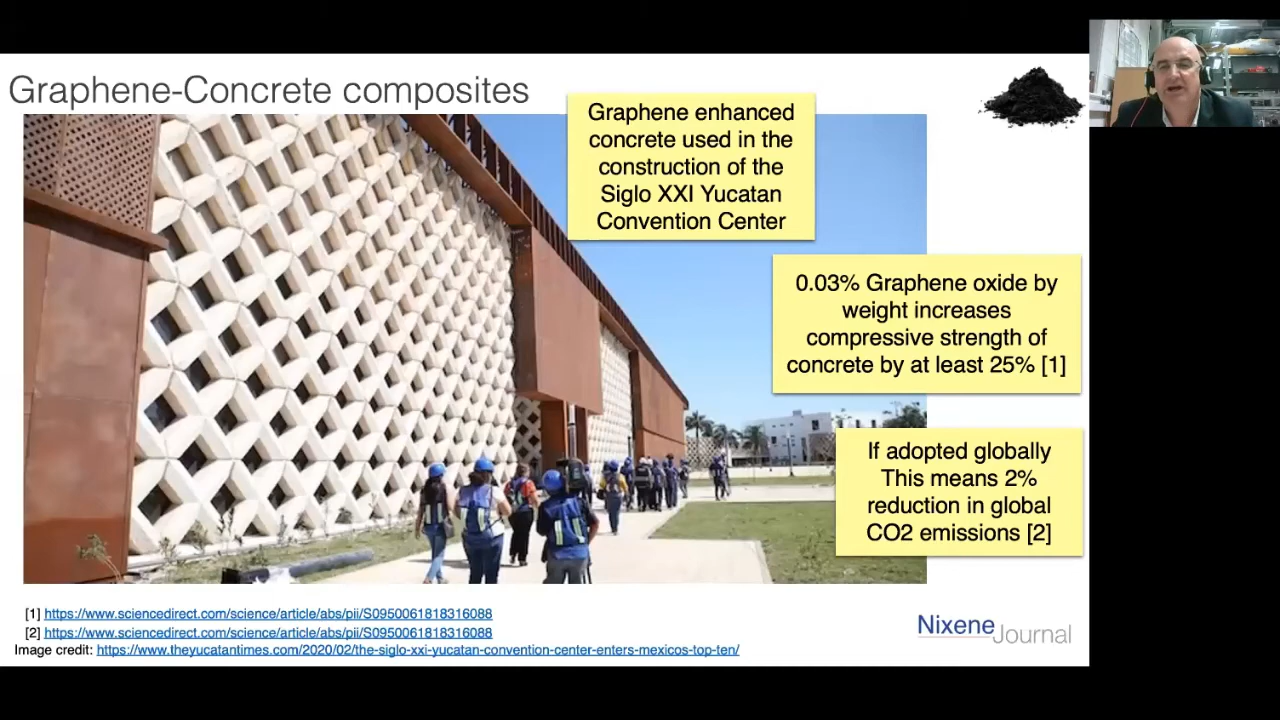 Graphene-Concrete composites
Graphene enhanced
concrete used in the
construction of the
Siglo XXI Yucatan
Convention Center
0.03% Graphene oxide by
weight increases
compressive strength of
concrete by at least 25% [1]
If adopted globally
This means 2%
reduction in global
CO2 emissions [2]
[1] https://www.sciencedirect.com/science/article/abs/pii/S0950061818316088
[2] https://www.sciencedirect.com/science/article/abs/pii/S0950061818316088
Image credit: https://www.theyucatantimes.com/2020/02/the-siglo-xxi-yucatan-convention-center-enters-mexicos-top-ten/
Nixene Journal